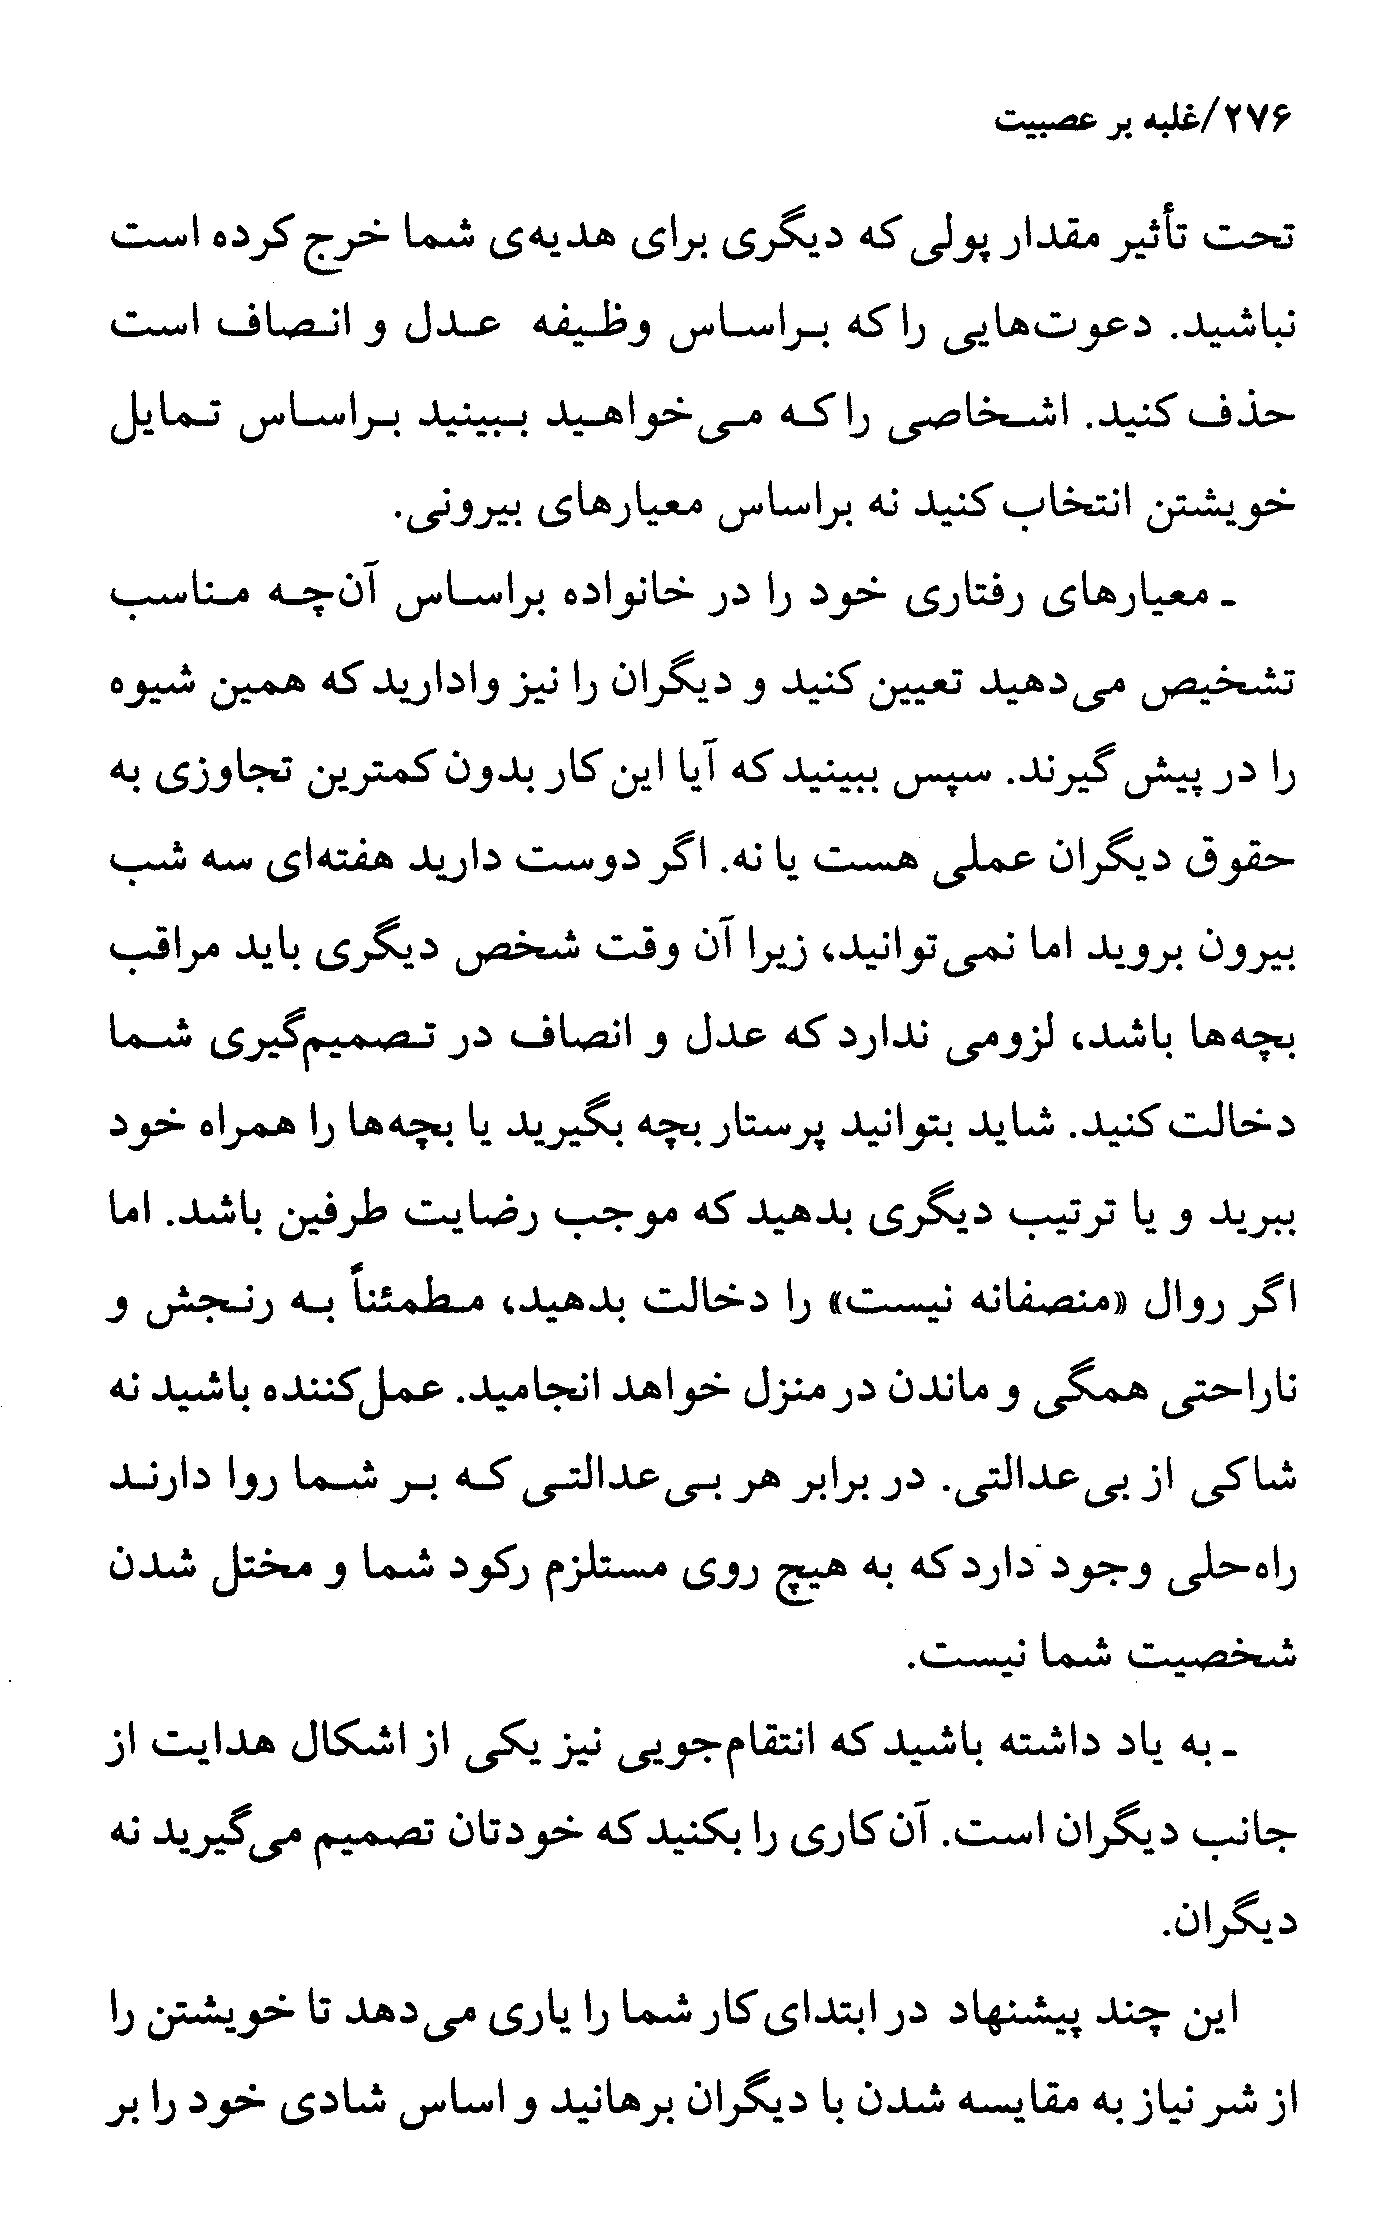 ۲۷۶/غلبه بر عصبیت
تحت تأثیر مقدار پولی که دیگری برای هدیه‌ی شما خرج کرده است
نباشید. دعوت‌هایی را که براساس وظیفه عدل و انصاف است
حذف کنید. اشخاصی را که می‌خواهید ببینید براساس تمایل
خویشتن انتخاب کنید نه براساس معیارهای بیرونی.
ـ معیارهای رفتاری خود را در خانواده براساس آن‌چه مناسب
تشخیص می‌دهید تعیین کنید و دیگران را نیز وادارید که همین شیوه
را در پیش گیرند. سپس ببینید که آیا این کار بدون کمترین تجاوزی به
حقوق دیگران عملی هست یا نه. اگر دوست دارید هفته‌ای سه شب
بیرون بروید اما نمی‌توانید، زیرا آن وقت شخص دیگری باید مراقب
بچه‌ها باشد، لزومی ندارد که عدل و انصاف در تصمیم‌گیری شما
دخالت کنید. شاید بتوانید پرستار بچه بگیرید یا بچه‌ها را همراه خود
ببرید و یا ترتیب دیگری بدهید که موجب رضایت طرفین باشد. اما
اگر روال «منصفانه نیست» را دخالت بدهید، مطمئناً به رنجش و
ناراحتی همگی و ماندن در منزل خواهد انجامید. عمل‌کننده باشید نه
شاکی از بی‌عدالتی. در برابر هر بی‌عدالتی که بر شما روا دارند
راه‌حلی وجود دارد که به هیچ روی مستلزم رکود شما و مختل شدن
شخصیت شما نیست.
ـ به یاد داشته باشید که انتقام‌جویی نیز یکی از اشکال هدایت از
جانب دیگران است. آن کاری را بکنید که خودتان تصمیم می‌گیرید نه
دیگران.
این چند پیشنهاد در ابتدای کار شما را یاری می‌دهد تا خویشتن را
از شر نیاز به مقایسه شدن با دیگران برهانید و اساس شادی خود را بر